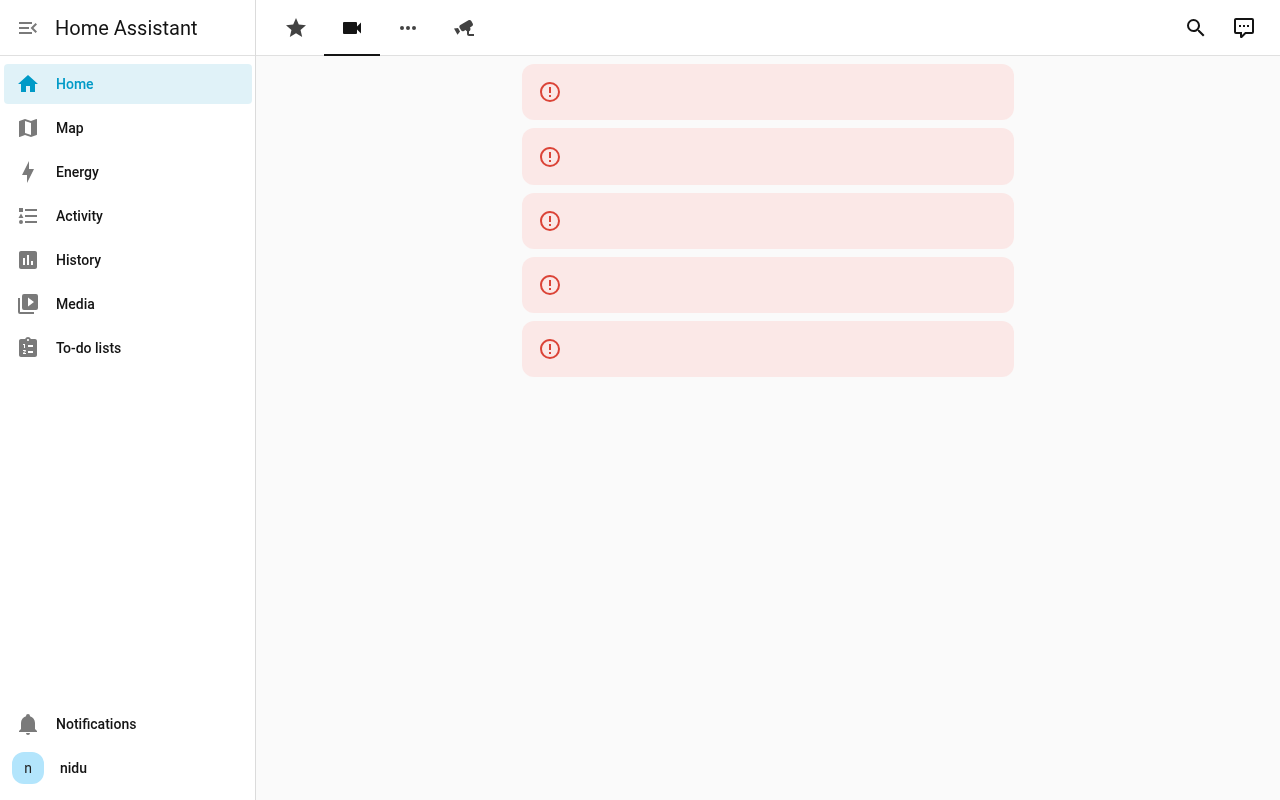 Home Assistant
Home
Map
Energy
Activity
History
Media
To-do lists
Notifications
n nidu